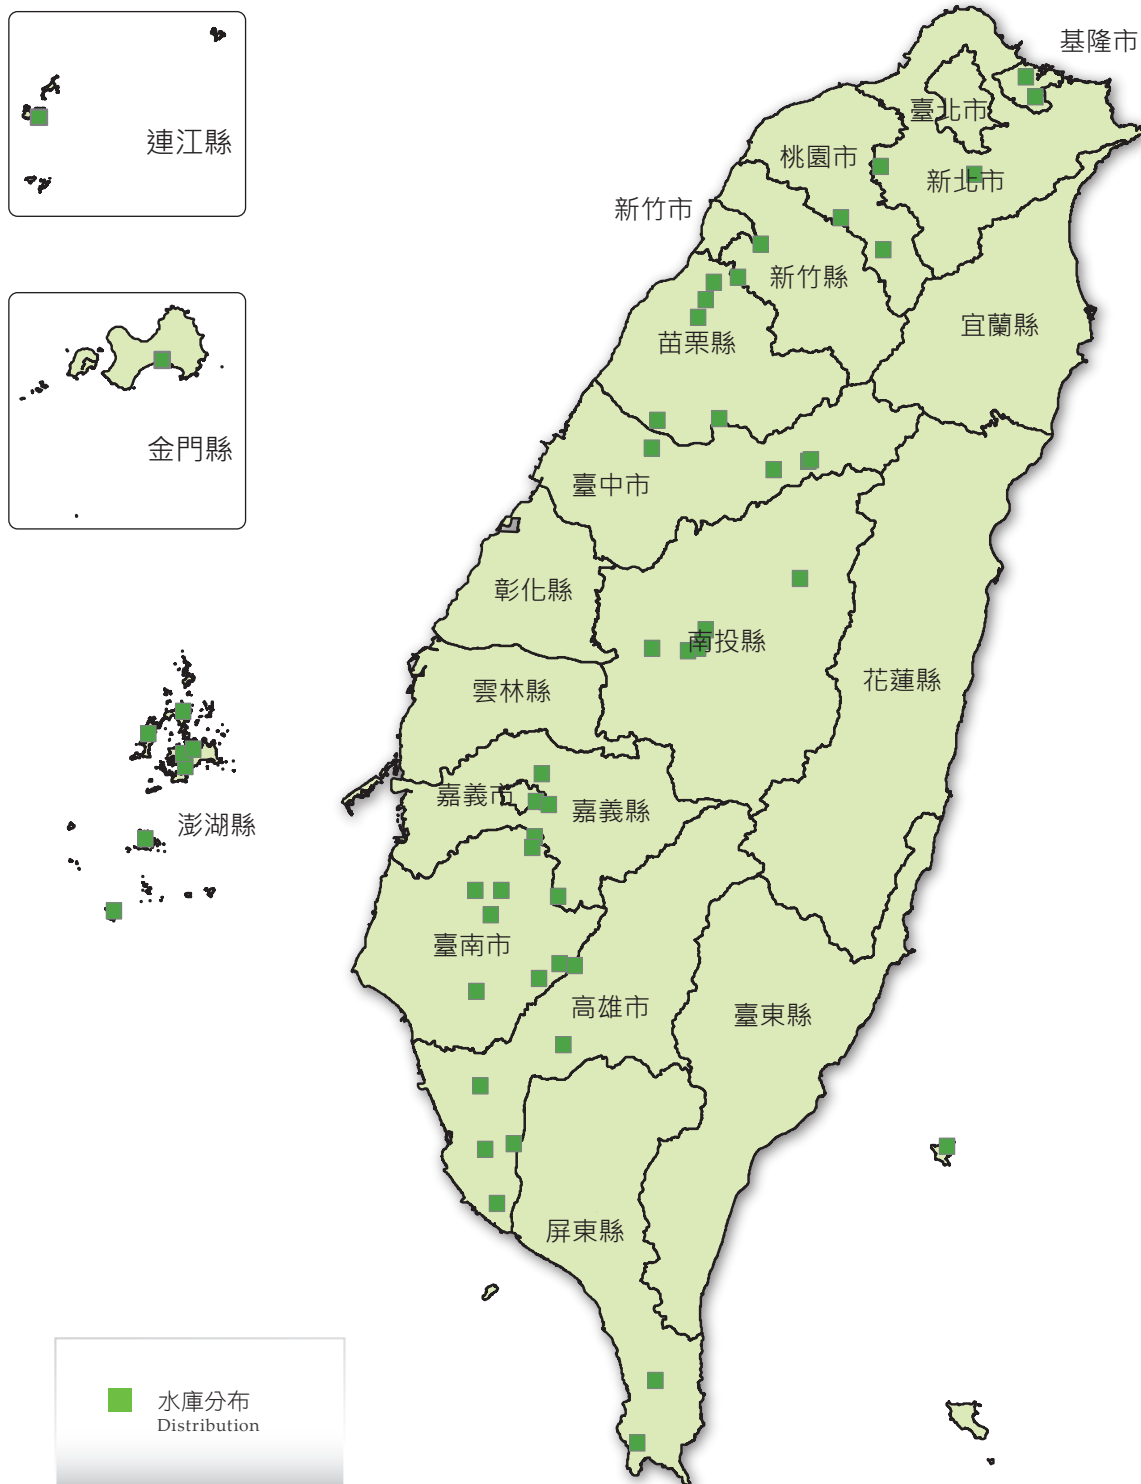 基隆市
臺北市
連江縣
桃園市
新北市
新竹市
新竹縣
宜蘭縣
苗栗縣
金門縣
臺中市
彰化縣
南投縣
花蓮縣
雲林縣
嘉義市
嘉義縣
澎湖縣
臺南市
高雄市
臺東縣
屏東縣
水庫分布
Distribution